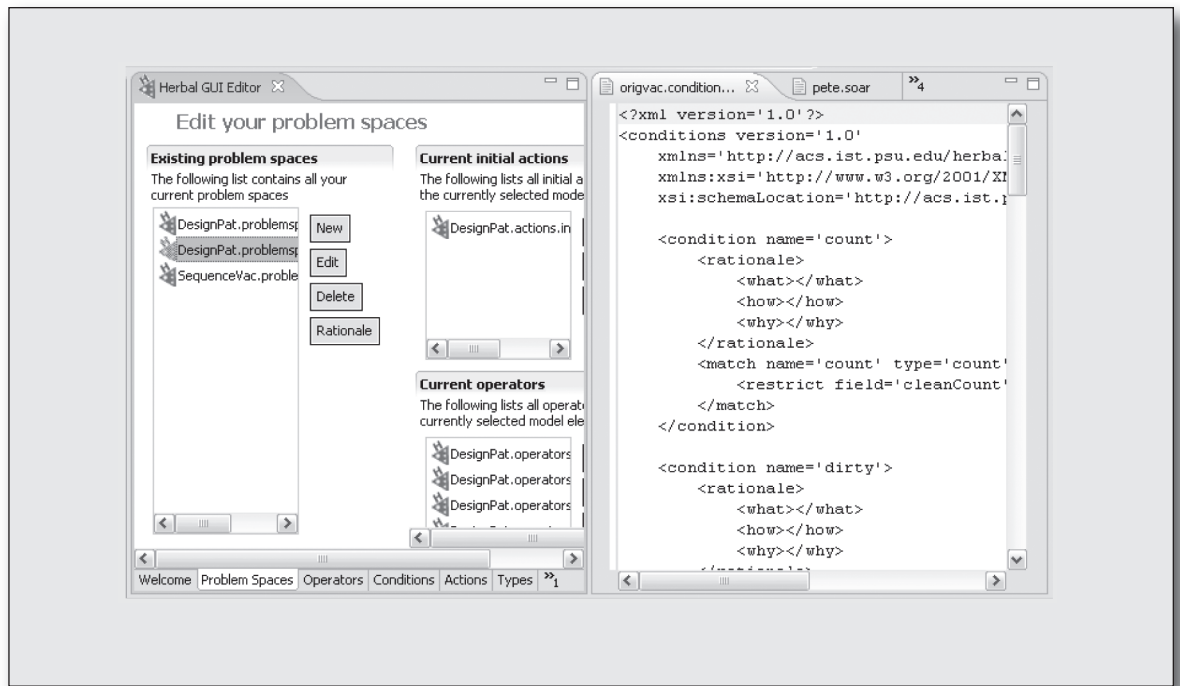 Herbal GUI Editor
Edit your problem spaces
Existing problem spaces
The following list contains all your
current problem spaces
DesignPat.problemsp
DesignPat.problemsp
SequenceVac.proble
New
Edit
Delete
Rationale
Current initial actions
The following lists all initial a
the currently selected mode
DesignPat.actions.in
Current operators
The following lists all operato
currently selected model ele
DesignPat.operators
DesignPat.operators
DesignPat.operators
Welcome Problem Spaces Operators Conditions Actions Types »1
origvac.condition... pete.soar »4
<?xml version='1.0'?>
<conditions version='1.0'
xmlns='http://acs.ist.psu.edu/herbal
xmlns:xsi='http://www.w3.org/2001/XM
xsi:schemaLocation='http://acs.ist.p
<condition name='count'>
<rationale>
<what></what>
<how></how>
<why></why>
</rationale>
<match name='count' type='count'
<restrict field='cleanCount'
</match>
</condition>
<condition name='dirty'>
<rationale>
<what></what>
<how></how>
<why></why>